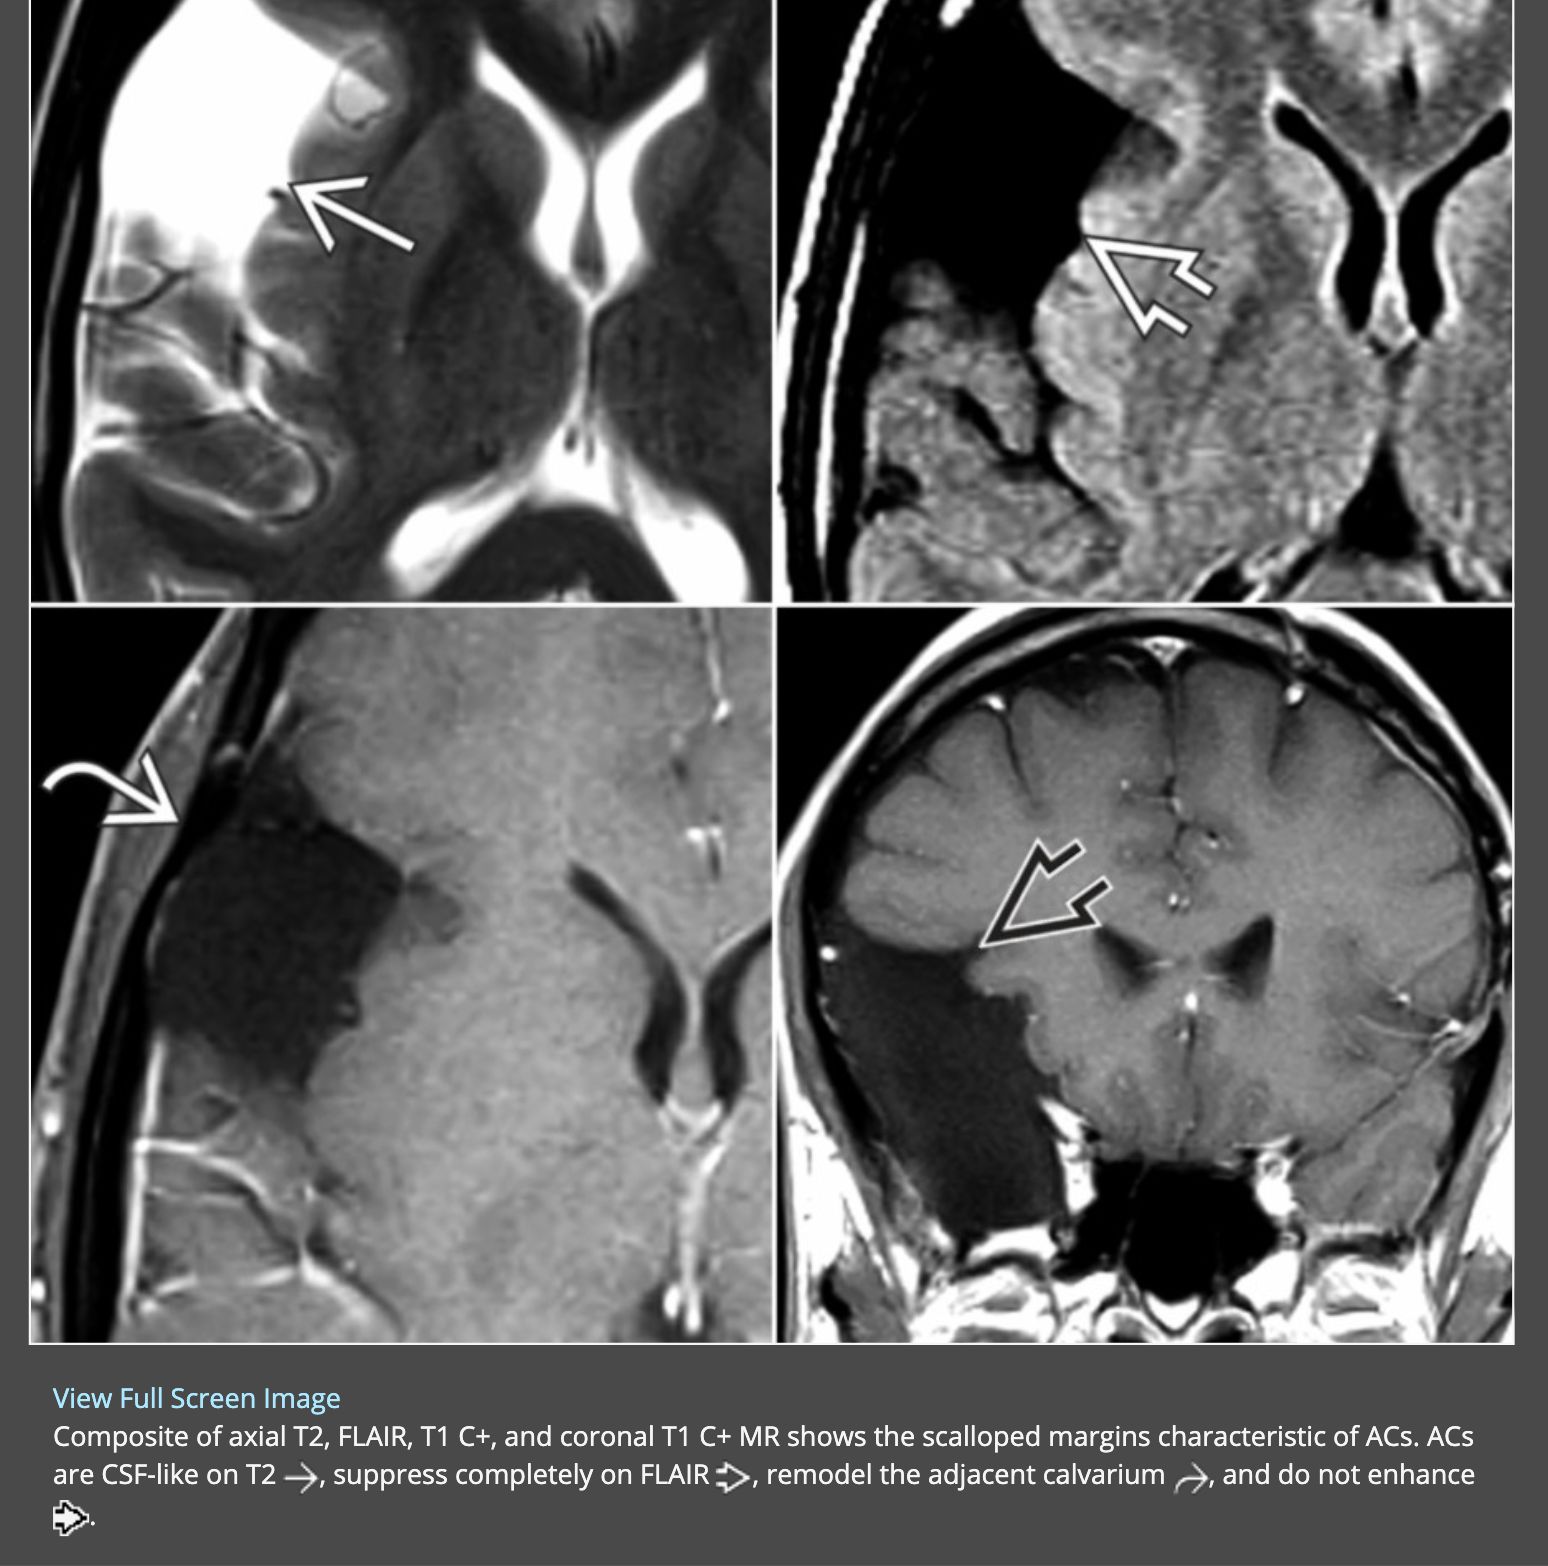 View Full Screen Image
Composite of axial T2, FLAIR, T1 C+, and coronal T1 C+ MR shows the scalloped margins characteristic of ACs. ACs
are CSF-like on T2 , suppress completely on FLAIR , remodel the adjacent calvarium , and do not enhance
.